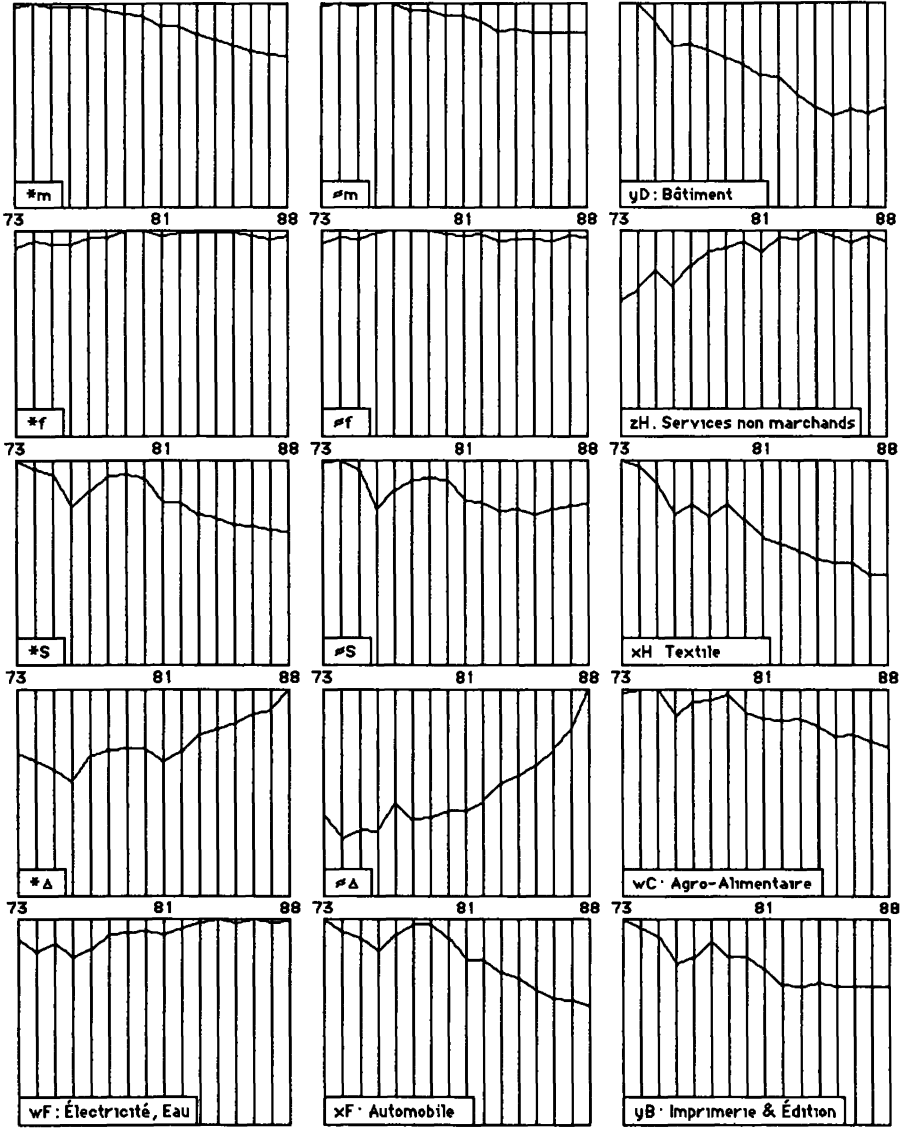 *m
≠m
yD : Bâtiment
73 81 88 73 81 88 73 81 88
*f
≠f
zH. Services non marchands
73 81 88 73 81 88 73 81 88
*S
≠S
xH Textile
73 81 88 73 81 88 73 81 88
*Δ
≠Δ
wC · Agro-Alimentaire
73 81 88 73 81 88 73 81 88
wF : Électricité, Eau
xF · Automobile
yB · Imprimerie & Édition